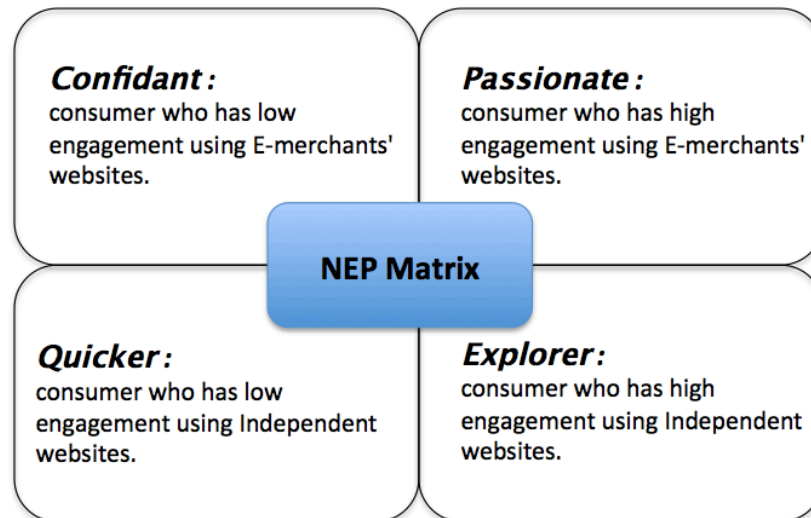 Confidant :
consumer who has low
engagement using E-merchants'
websites.
Passionate :
consumer who has high
engagement using E-merchants'
websites.
NEP Matrix
Quicker :
consumer who has low
engagement using Independent
websites.
Explorer :
consumer who has high
engagement using Independent
websites.